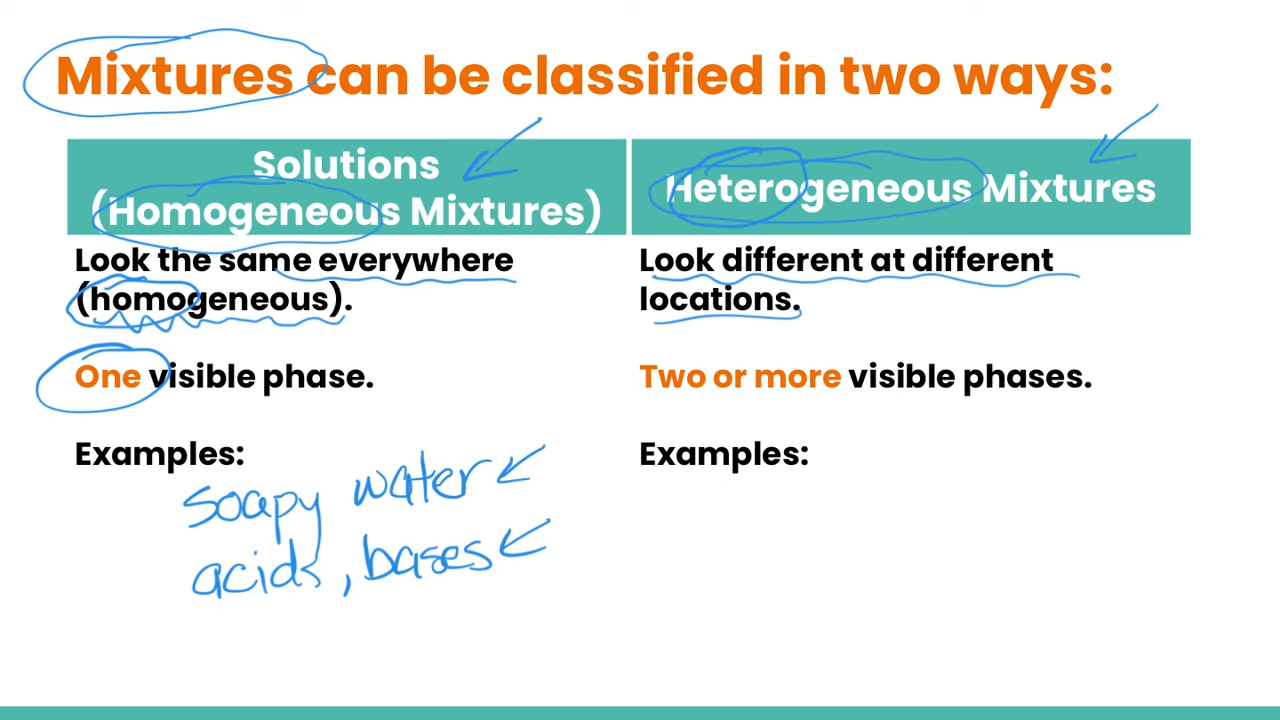 Mixtures can be classified in two ways:
Solutions
(Homogeneous Mixtures)
Look the same everywhere
(homogeneous).
One visible phase.
Examples:
soapy water
acids, bases
Heterogeneous Mixtures
Look different at different
locations.
Two or more visible phases.
Examples: